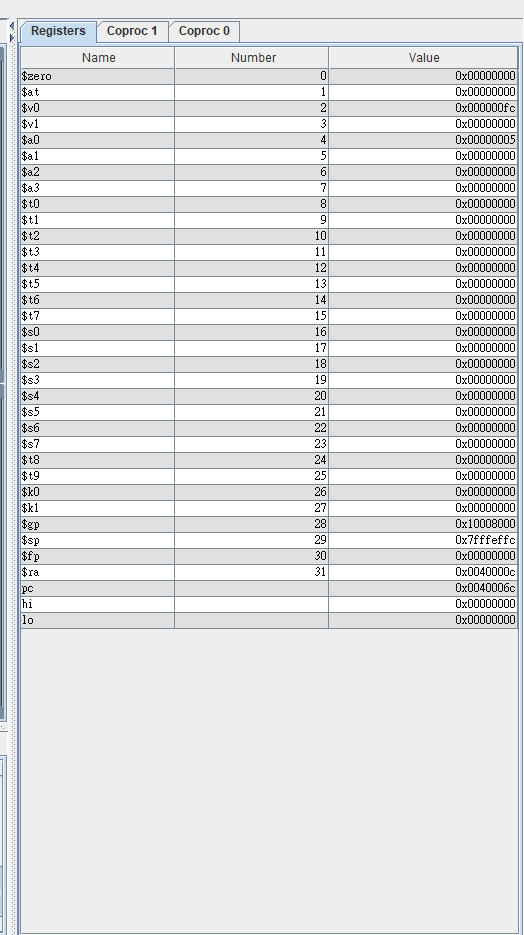 Registers Coproc 1 Coproc 0
Name Number Value
$zero 0 0x00000000
$at 1 0x00000000
$v0 2 0x000000fc
$v1 3 0x00000000
$a0 4 0x00000005
$a1 5 0x00000000
$a2 6 0x00000000
$a3 7 0x00000000
$t0 8 0x00000000
$t1 9 0x00000000
$t2 10 0x00000000
$t3 11 0x00000000
$t4 12 0x00000000
$t5 13 0x00000000
$t6 14 0x00000000
$t7 15 0x00000000
$s0 16 0x00000000
$s1 17 0x00000000
$s2 18 0x00000000
$s3 19 0x00000000
$s4 20 0x00000000
$s5 21 0x00000000
$s6 22 0x00000000
$s7 23 0x00000000
$t8 24 0x00000000
$t9 25 0x00000000
$k0 26 0x00000000
$k1 27 0x00000000
$gp 28 0x10008000
$sp 29 0x7fffeffc
$fp 30 0x00000000
$ra 31 0x0040000c
pc 0x0040006c
hi 0x00000000
lo 0x00000000